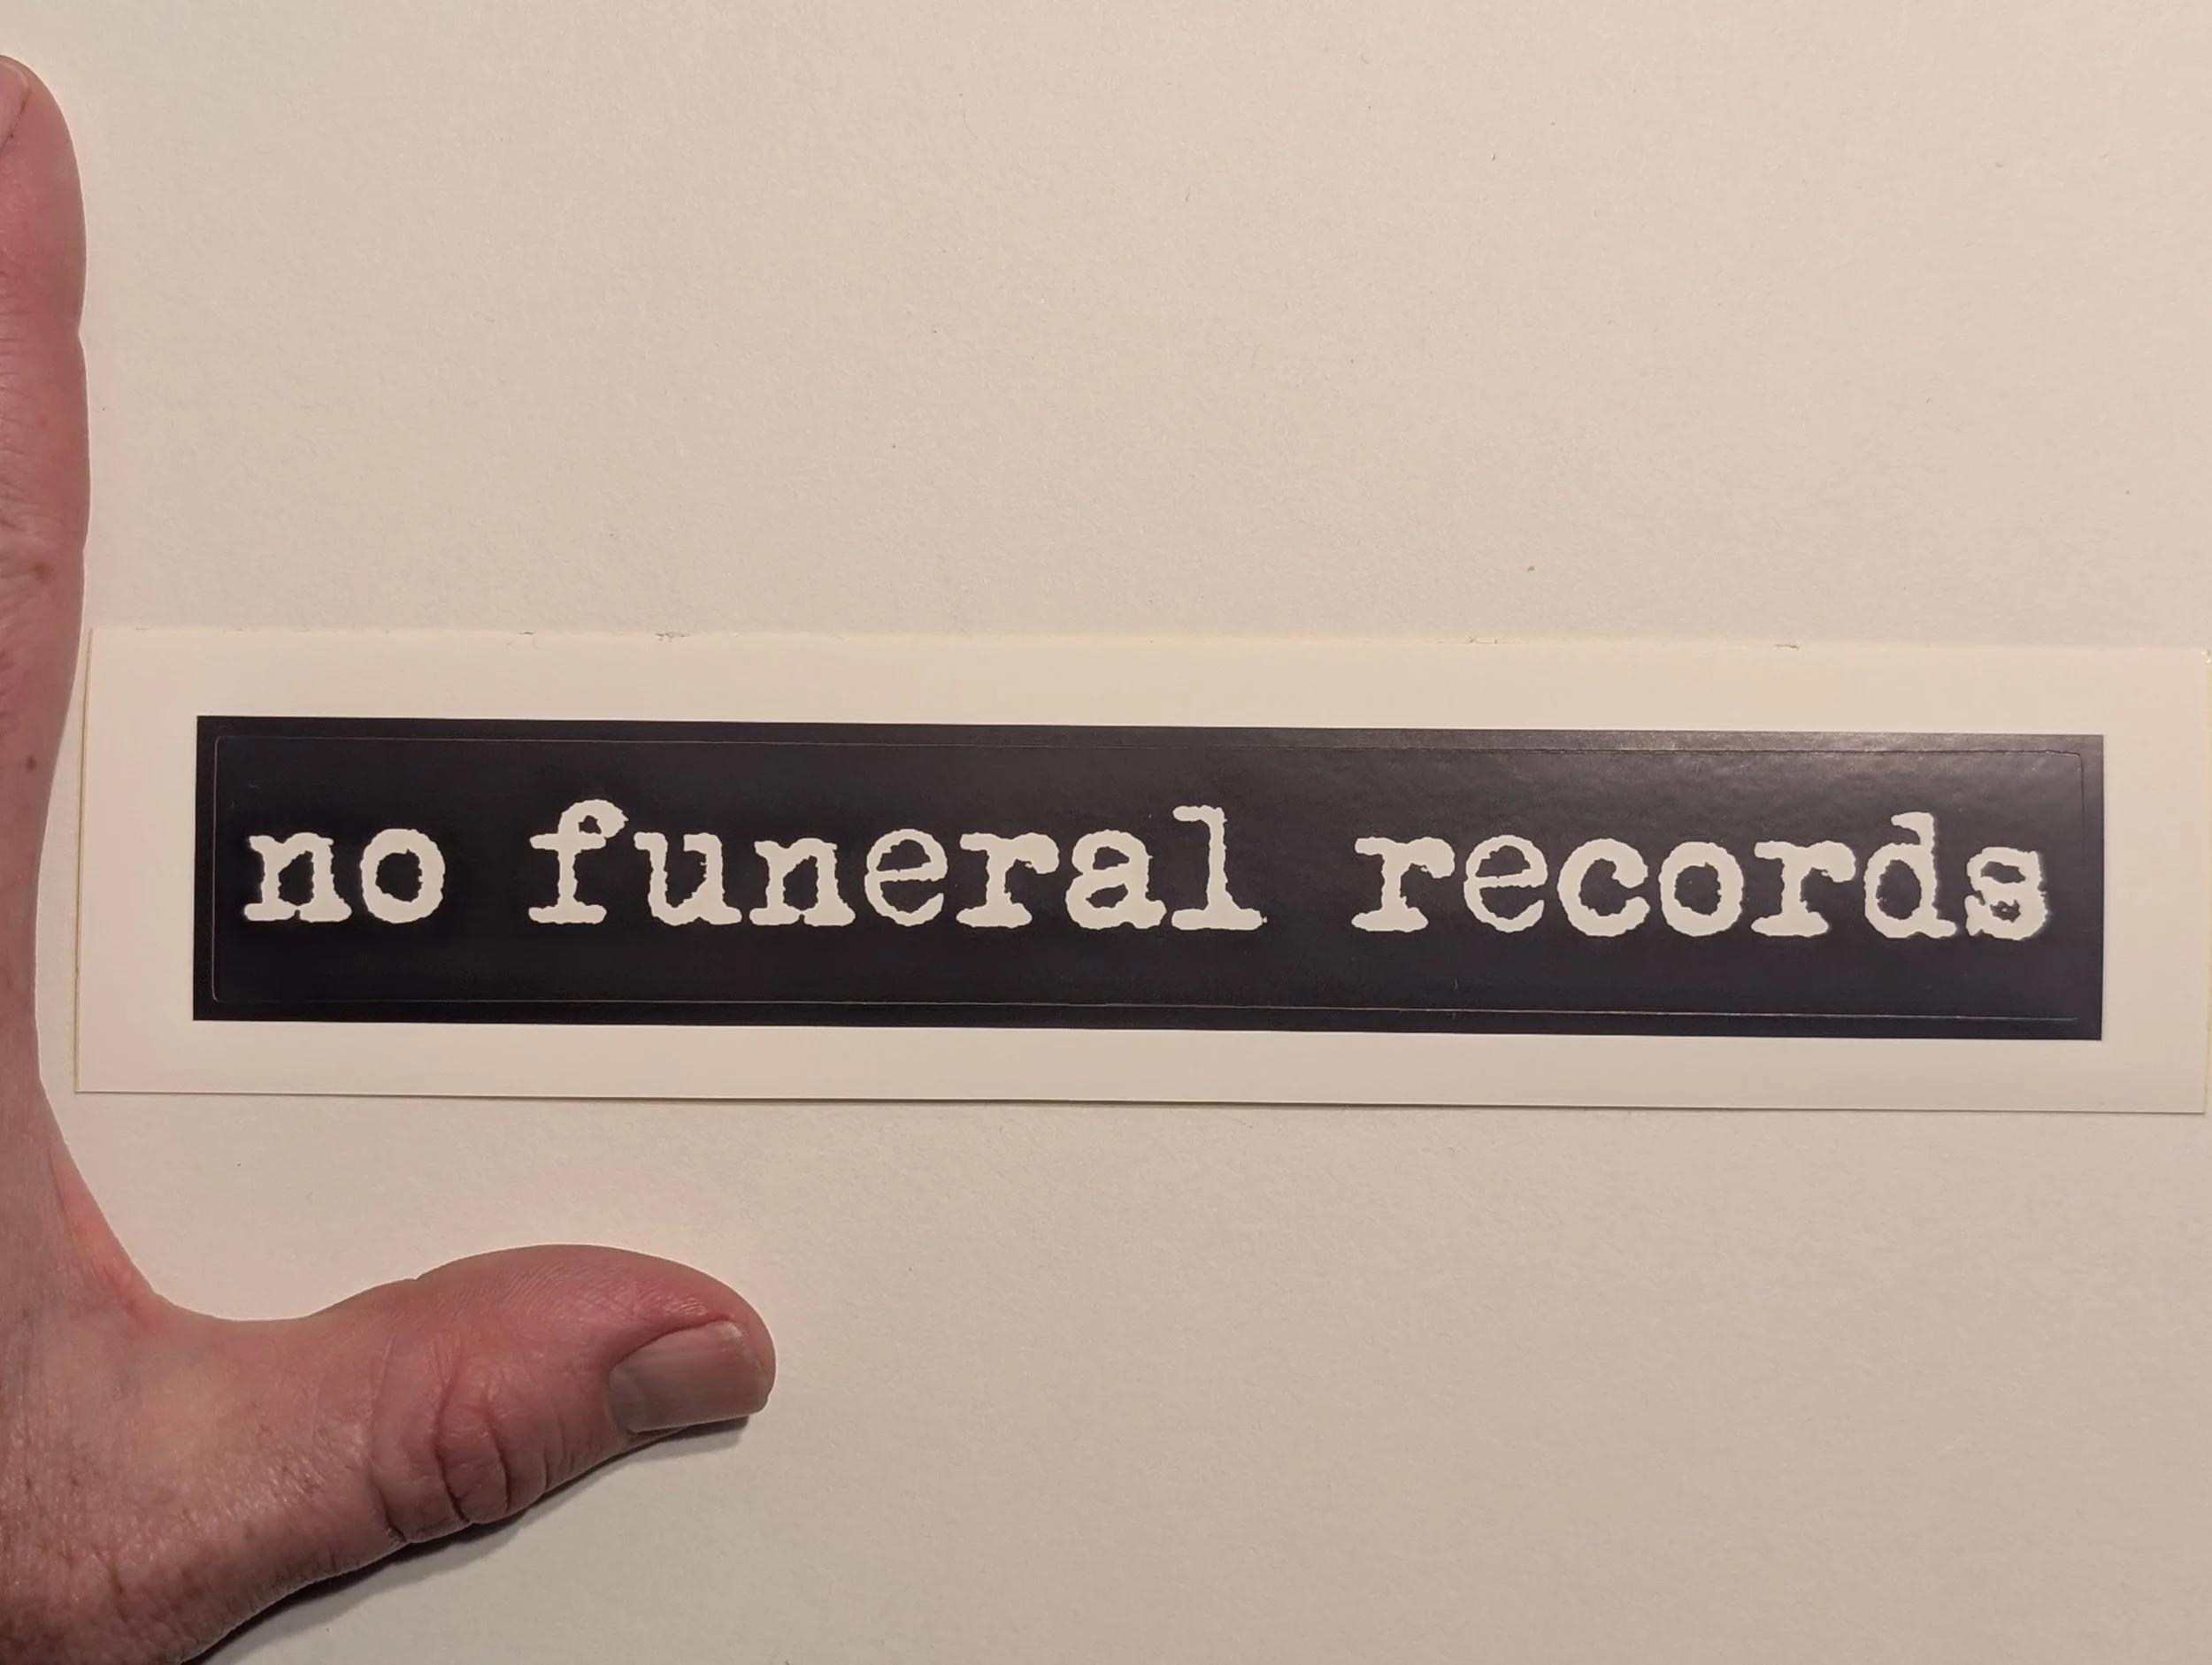 no funeral records